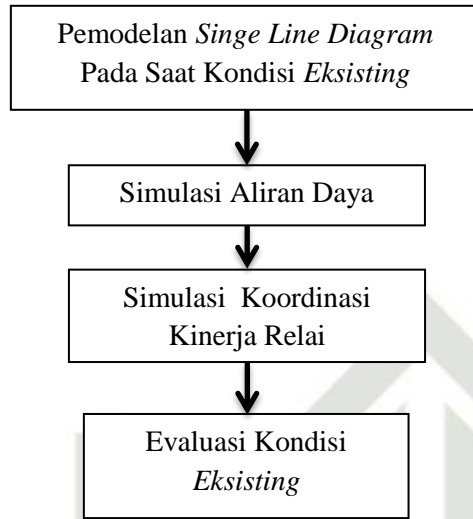 Pemodelan Singe Line Diagram
Pada Saat Kondisi Eksisting
Simulasi Aliran Daya
Simulasi Koordinasi
Kinerja Relai
Evaluasi Kondisi
Eksisting